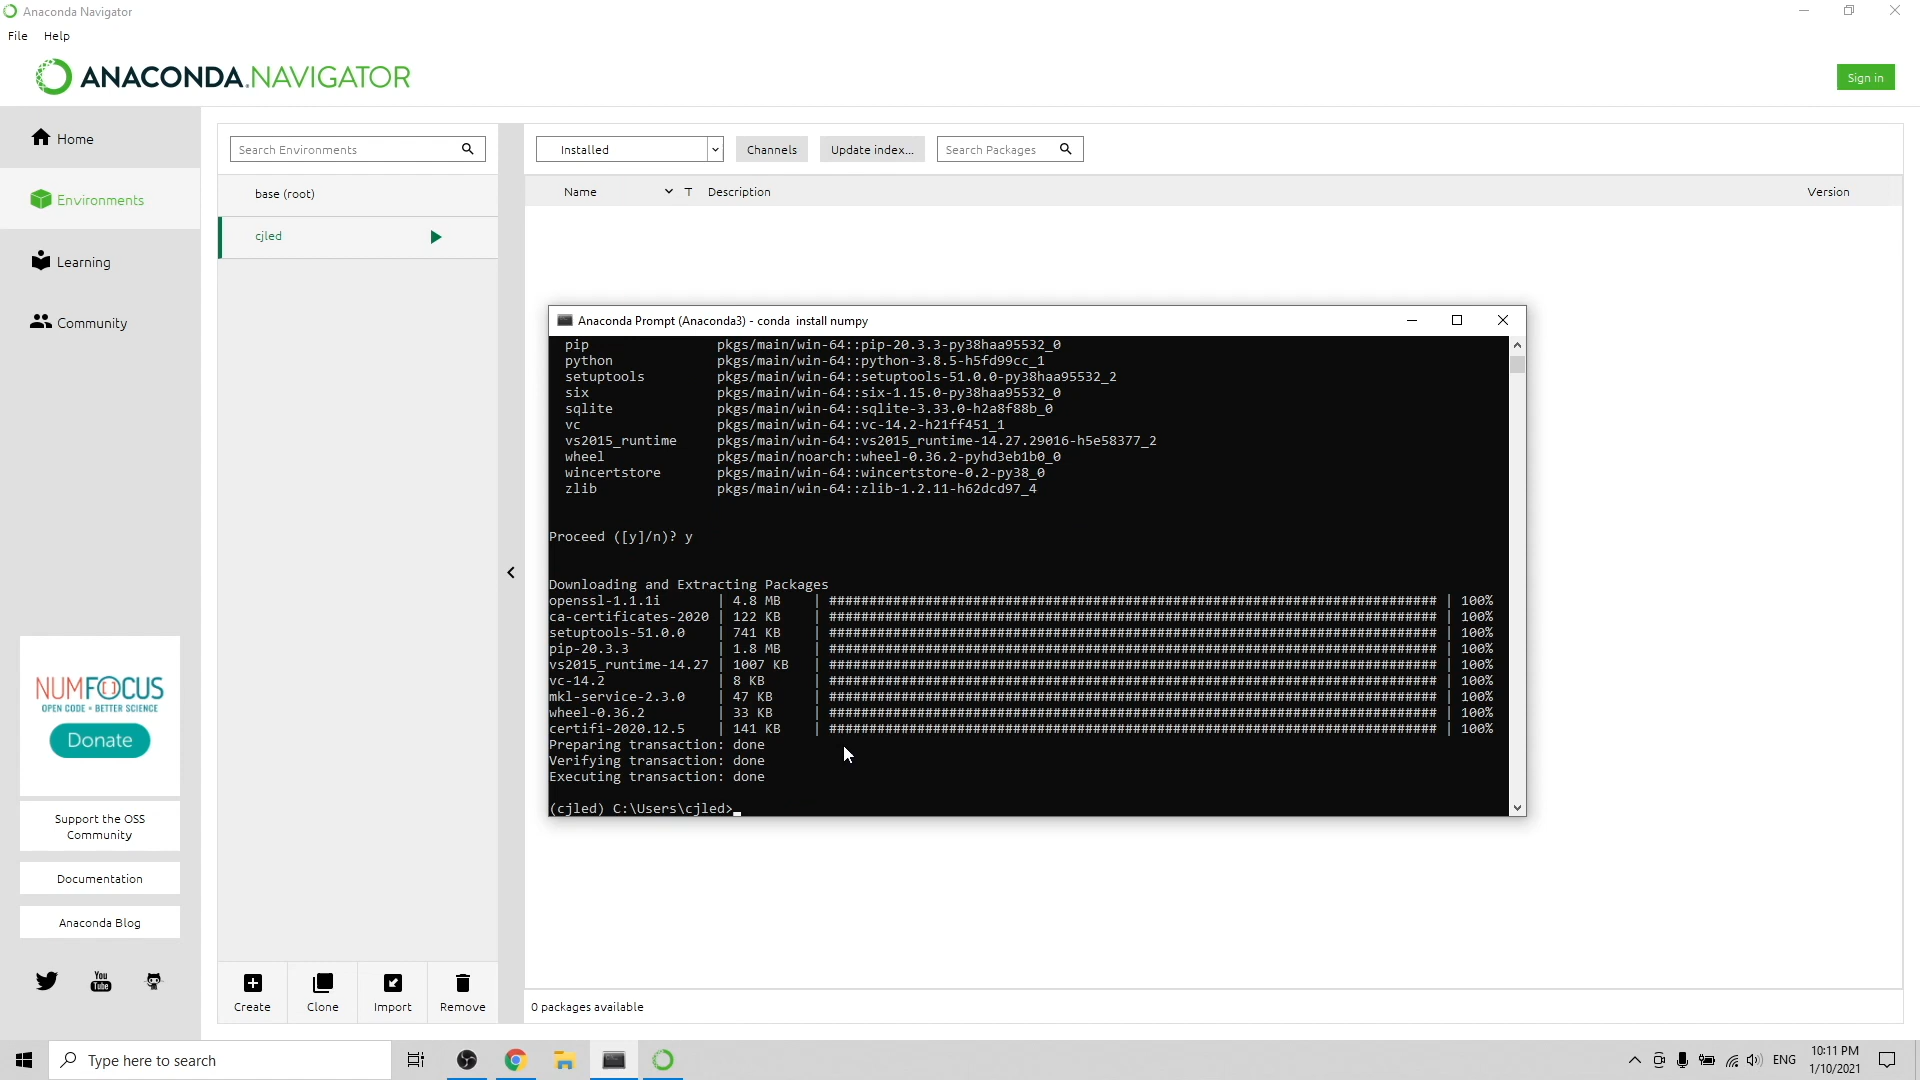 Anaconda Navigator
File Help
ANACONDA.NAVIGATOR
Sign in
Home
Environments
Learning
Community
NUMFOCUS
OPEN CODE = BETTER SCIENCE
Donate
Support the OSS
Community
Documentation
Anaconda Blog
You
Tube
Search Environments
base (root)
cjled
Create
Clone
Import
Remove
Installed
Channels
Update index...
Search Packages
Name T Description Version
Anaconda Prompt (Anaconda3) - conda install numpy
pip pkgs/main/win-64::pip-20.3.3-py38haa95532_0
python pkgs/main/win-64::python-3.8.5-h5fd99cc_1
setuptools pkgs/main/win-64::setuptools-51.0.0-py38haa95532_2
six pkgs/main/win-64::six-1.15.0-py38haa95532_0
sqlite pkgs/main/win-64::sqlite-3.33.0-h2a8f88b_0
vc pkgs/main/win-64::vc-14.2-h21ff451_1
vs2015_runtime pkgs/main/win-64::vs2015_runtime-14.27.29016-h5e58377_2
wheel pkgs/main/noarch::wheel-0.36.2-pyhd3eb1b0_0
wincertstore pkgs/main/win-64::wincertstore-0.2-py38_0
zlib pkgs/main/win-64::zlib-1.2.11-h62dcd97_4
Proceed ([y]/n)? y
Downloading and Extracting Packages
openssl-1.1.1i | 4.8 MB | ############################################################################ | 100%
ca-certificates-2020 | 122 KB | ############################################################################ | 100%
setuptools-51.0.0 | 741 KB | ############################################################################ | 100%
pip-20.3.3 | 1.8 MB | ############################################################################ | 100%
vs2015_runtime-14.27 | 1007 KB | ############################################################################ | 100%
vc-14.2 | 8 KB | ############################################################################ | 100%
mkl-service-2.3.0 | 47 KB | ############################################################################ | 100%
wheel-0.36.2 | 33 KB | ############################################################################ | 100%
certifi-2020.12.5 | 141 KB | ############################################################################ | 100%
Preparing transaction: done
Verifying transaction: done
Executing transaction: done
(cjled) C:\Users\cjled>_
0 packages available
Type here to search
ENG
10:11 PM
1/10/2021